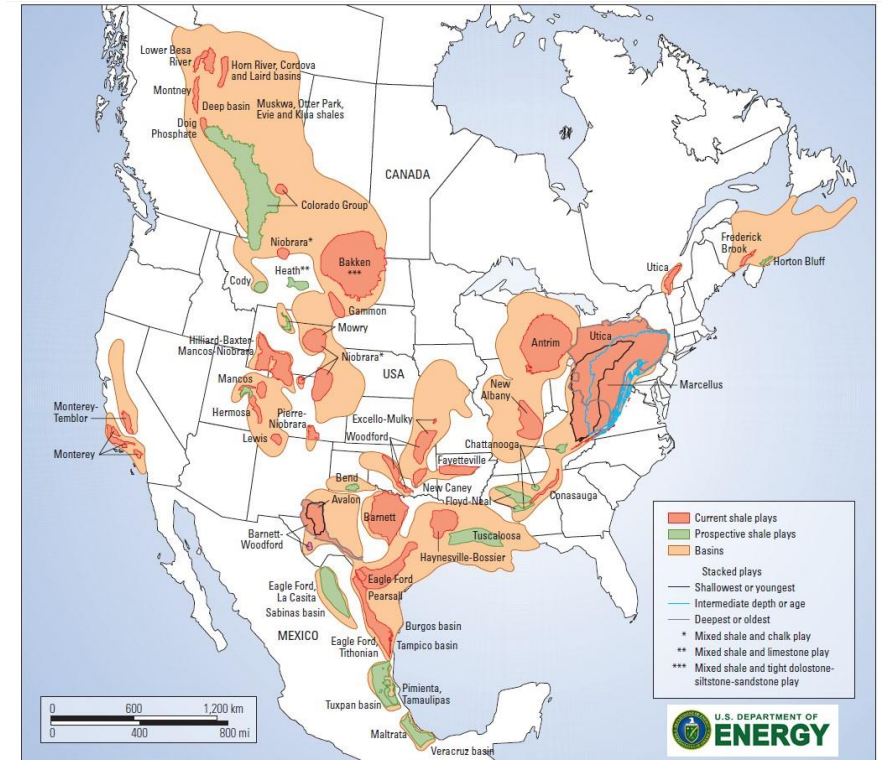 Lower Besa
River
Horn River, Cordova
and Laird basins
Montney
Deep basin
Muskwa, Otter Park,
Evie and Klua shales
Doig
Phosphate
CANADA
Colorado Group
Niobrara*
Bakken
***
Heath**
Cody
Gammon
Mowry
Hilliard-Baxter-
Mancos-Niobrara
Niobrara*
USA
Mancos
Hermosa
Pierre-
Niobrara
Lewis
Monterey-
Temblor
Monterey
Excello-Mulky
Woodford
Fayetteville
New Caney
Floyd-Neal
Chattanooga
Conasauga
New
Albany
Antrim
Utica
Marcellus
Utica
Frederick
Brook
Horton Bluff
Bend
Avalon
Barnett
Barnett-
Woodford
Tuscaloosa
Haynesville-Bossier
Eagle Ford
Pearsall
Eagle Ford,
La Casita
Sabinas basin
MEXICO
Burgos basin
Eagle Ford,
Tithonian
Tampico basin
Pimienta,
Tamaulipas
Tuxpan basin
Maltrata
Veracruz basin
Current shale plays
Prospective shale plays
Basins
Stacked plays
Shallowest or youngest
Intermediate depth or age
Deepest or oldest
* Mixed shale and chalk play
** Mixed shale and limestone play
*** Mixed shale and tight dolostone-
siltstone-sandstone play
0 600 1,200 km
0 400 800 mi
U.S. DEPARTMENT OF
ENERGY